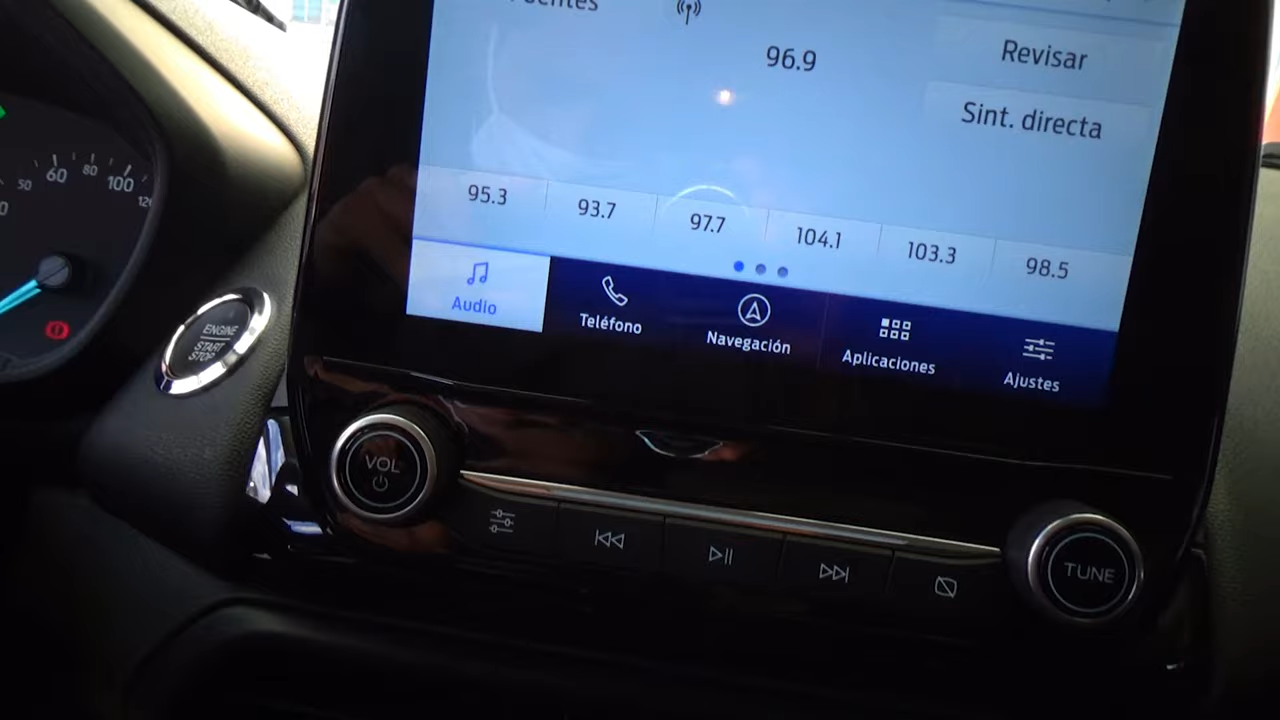 96.9
Revisar
Sint. directa
95.3 93.7 97.7 104.1 103.3 98.5
Audio Teléfono Navegación Aplicaciones Ajustes
50 60 80 100
ENGINE
START
STOP
VOL
TUNE